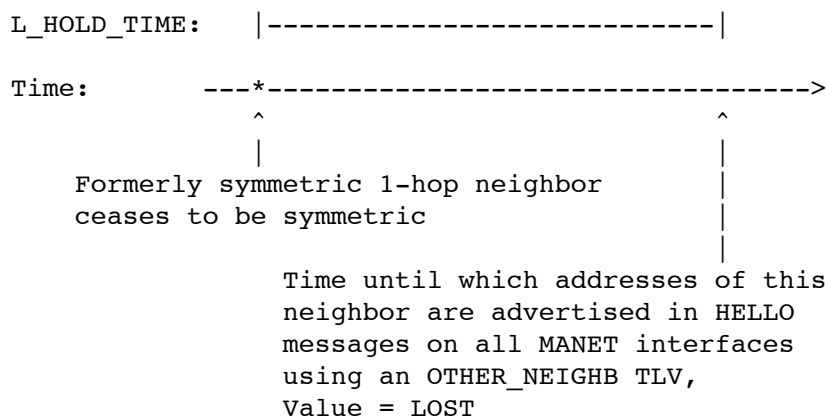 L_HOLD_TIME: |----------------------------|
Time: ---*---------------------------------->
^ ^
| |
Formerly symmetric 1-hop neighbor |
ceases to be symmetric |
|
Time until which addresses of this
neighbor are advertised in HELLO
messages on all MANET interfaces
using an OTHER_NEIGHB TLV,
Value = LOST